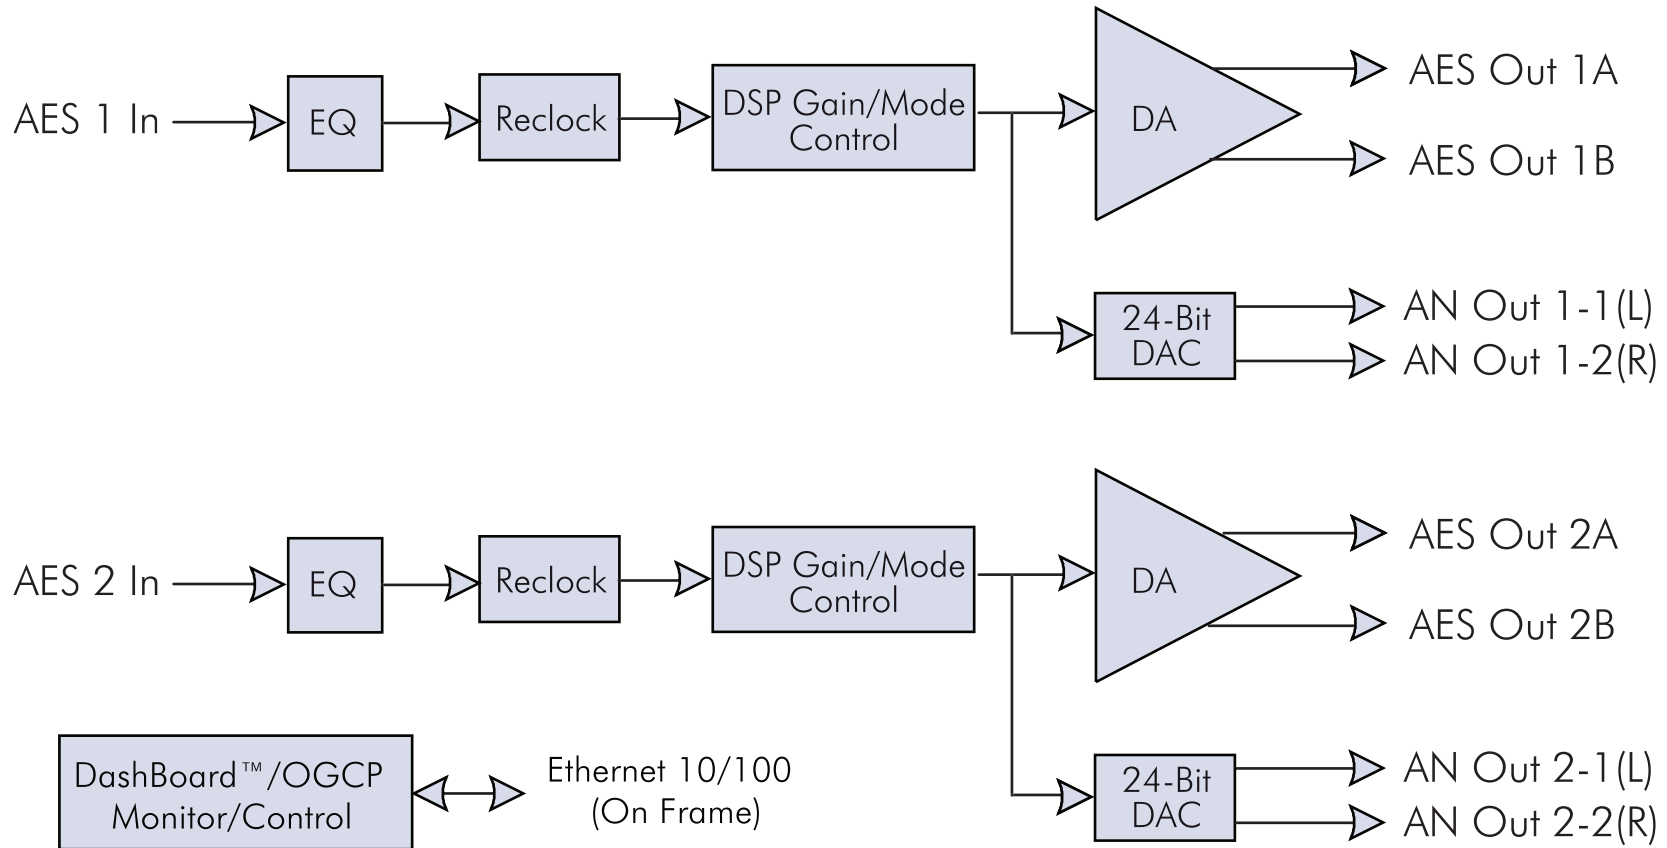 AES 1 In
EQ
Reclock
DSP Gain/Mode
Control
DA
AES Out 1A
AES Out 1B
24-Bit
DAC
AN Out 1-1(L)
AN Out 1-2(R)
AES 2 In
EQ
Reclock
DSP Gain/Mode
Control
DA
AES Out 2A
AES Out 2B
24-Bit
DAC
AN Out 2-1(L)
AN Out 2-2(R)
DashBoard™/OGCP
Monitor/Control
Ethernet 10/100
(On Frame)